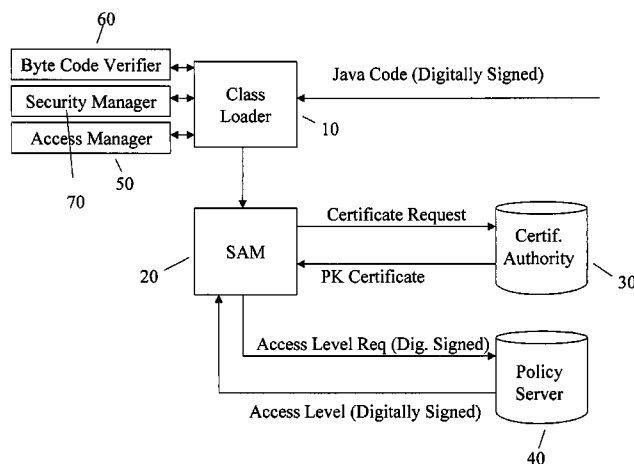 60
Byte Code Verifier
Security Manager
Access Manager
70
50
Class
Loader
10
Java Code (Digitally Signed)
20
SAM
Certificate Request
PK Certificate
Certif.
Authority
30
Access Level Req (Dig. Signed)
Access Level (Digitally Signed)
Policy
Server
40